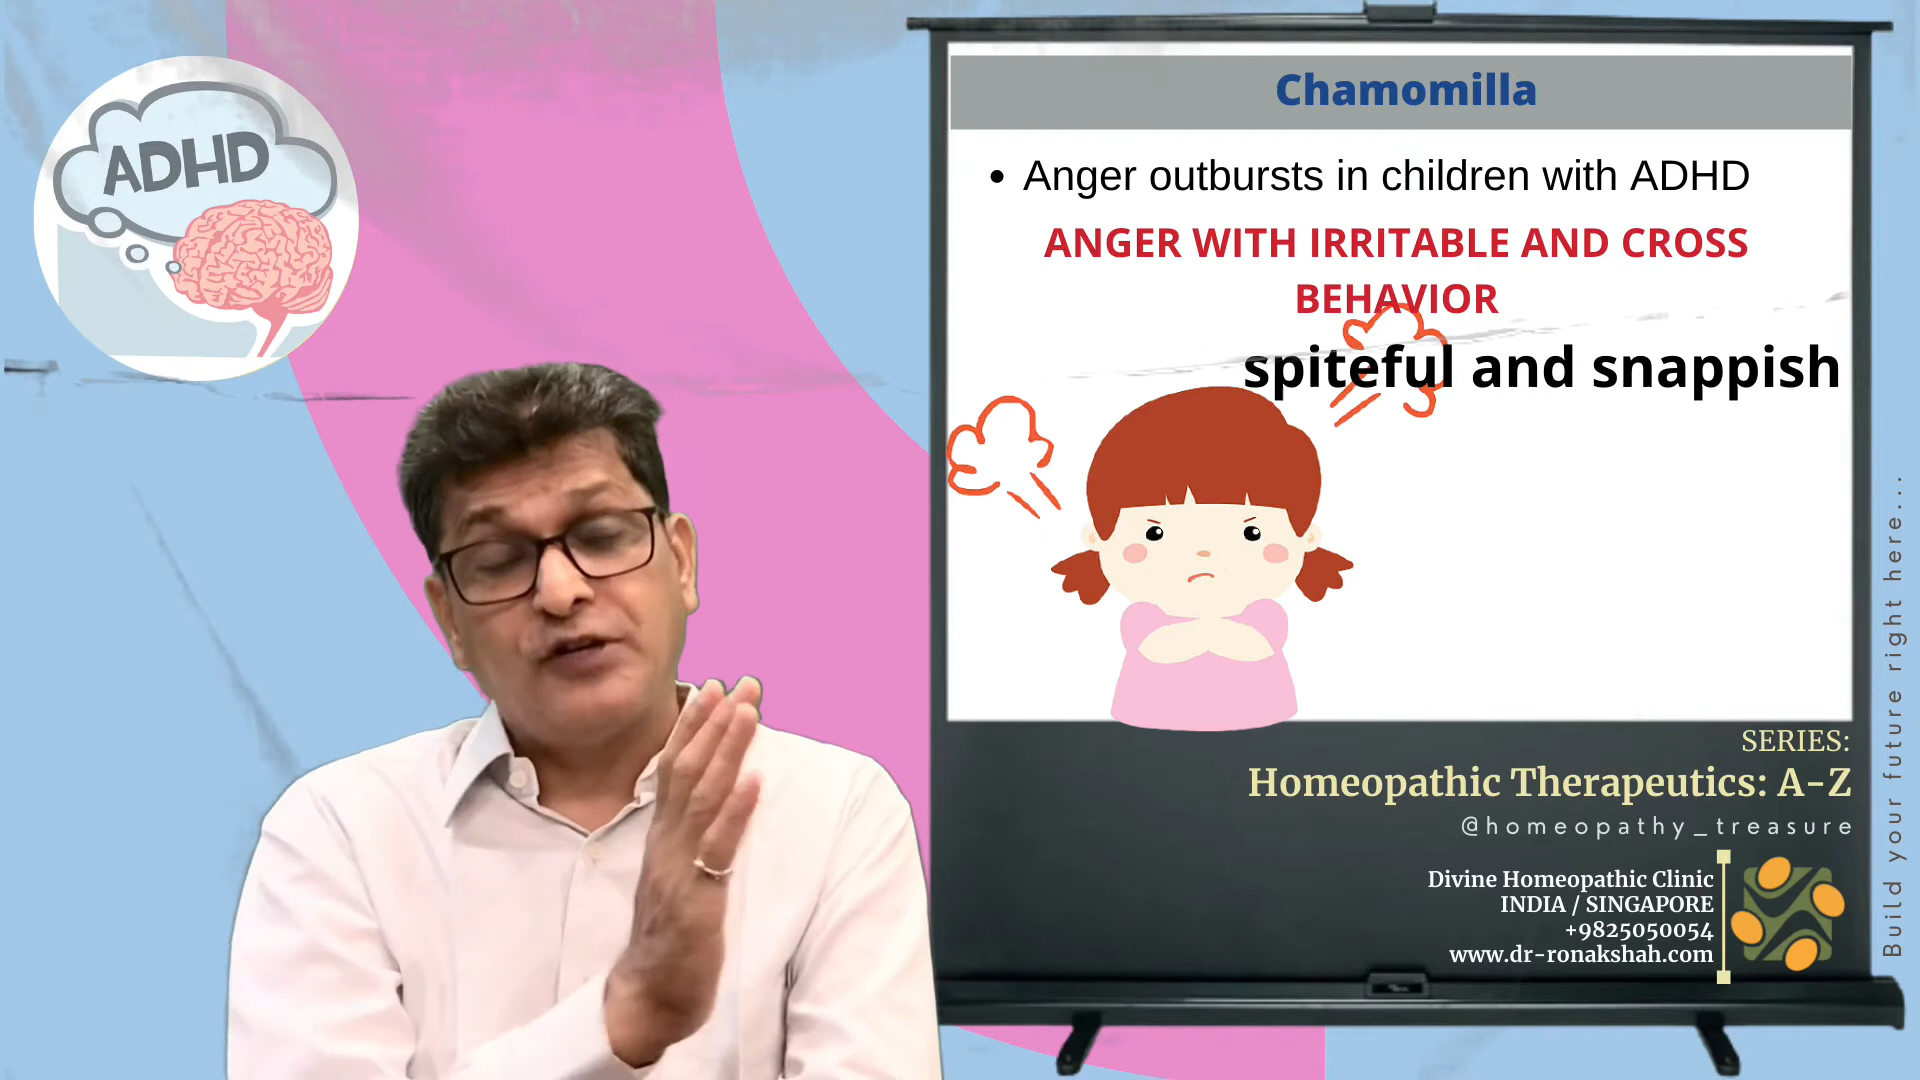 ADHD
Chamomilla
• Anger outbursts in children with ADHD
ANGER WITH IRRITABLE AND CROSS
BEHAVIOR
spiteful and snappish
SERIES:
Homeopathic Therapeutics: A-Z
@homeopathy_treasure
Divine Homeopathic Clinic
INDIA / SINGAPORE
+9825050054
www.dr-ronakshah.com
Build your future right here...